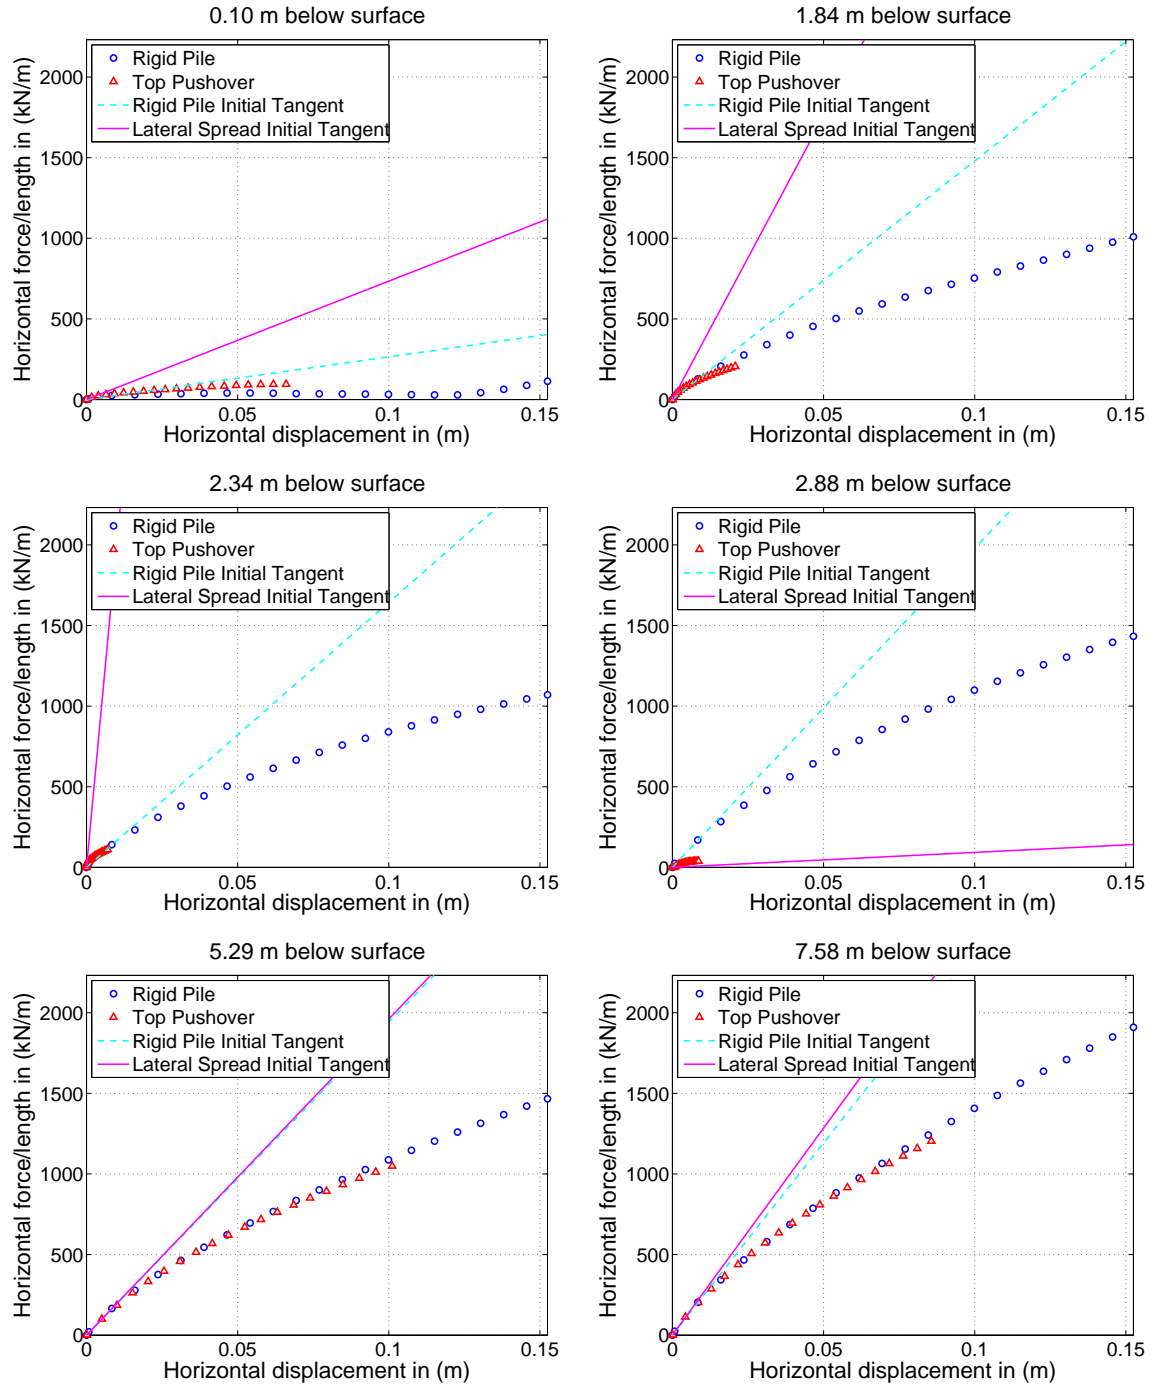 0.10 m below surface
Horizontal force/length in (kN/m)
2000
1500
1000
500
0
Rigid Pile
Top Pushover
Rigid Pile Initial Tangent
Lateral Spread Initial Tangent
0 0.05 0.1 0.15
Horizontal displacement in (m)
1.84 m below surface
Horizontal force/length in (kN/m)
2000
1500
1000
500
0
Rigid Pile
Top Pushover
Rigid Pile Initial Tangent
Lateral Spread Initial Tangent
0 0.05 0.1 0.15
Horizontal displacement in (m)
2.34 m below surface
Horizontal force/length in (kN/m)
2000
1500
1000
500
0
Rigid Pile
Top Pushover
Rigid Pile Initial Tangent
Lateral Spread Initial Tangent
0 0.05 0.1 0.15
Horizontal displacement in (m)
2.88 m below surface
Horizontal force/length in (kN/m)
2000
1500
1000
500
0
Rigid Pile
Top Pushover
Rigid Pile Initial Tangent
Lateral Spread Initial Tangent
0 0.05 0.1 0.15
Horizontal displacement in (m)
5.29 m below surface
Horizontal force/length in (kN/m)
2000
1500
1000
500
0
Rigid Pile
Top Pushover
Rigid Pile Initial Tangent
Lateral Spread Initial Tangent
0 0.05 0.1 0.15
Horizontal displacement in (m)
7.58 m below surface
Horizontal force/length in (kN/m)
2000
1500
1000
500
0
Rigid Pile
Top Pushover
Rigid Pile Initial Tangent
Lateral Spread Initial Tangent
0 0.05 0.1 0.15
Horizontal displacement in (m)